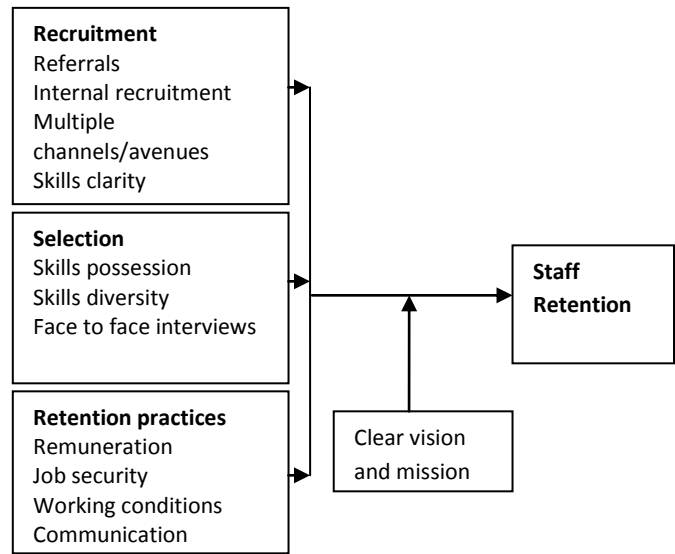 Recruitment
Referrals
Internal recruitment
Multiple
channels/avenues
Skills clarity
Selection
Skills possession
Skills diversity
Face to face interviews
Retention practices
Remuneration
Job security
Working conditions
Communication
Clear vision
and mission
Staff
Retention